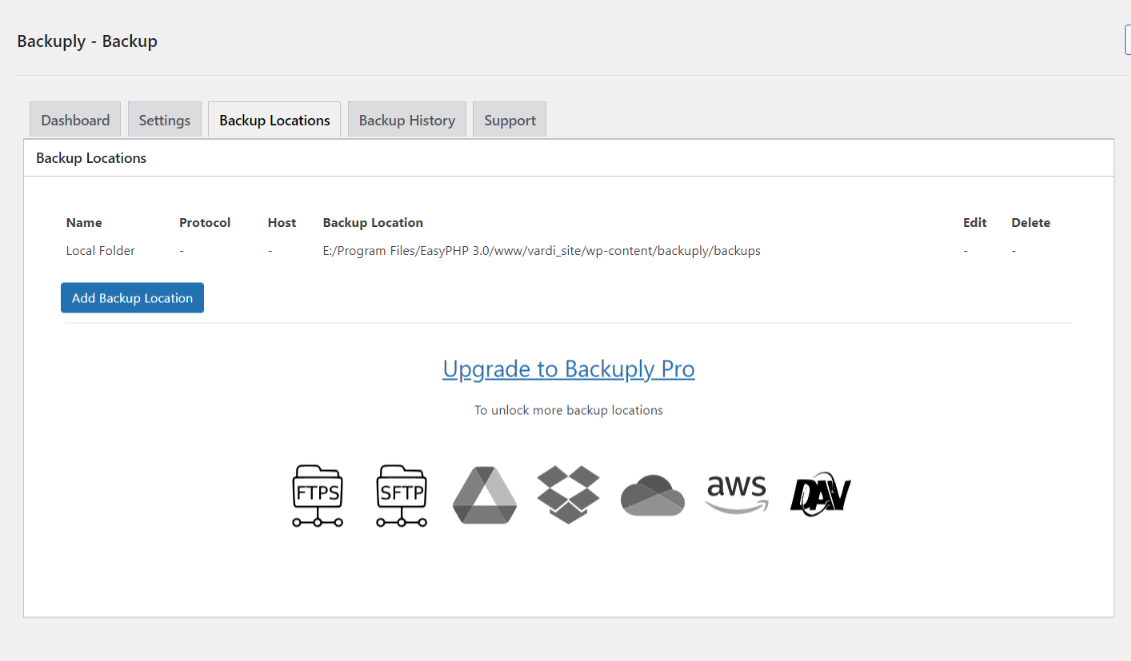 Backuply - Backup
Dashboard Settings Backup Locations Backup History Support
Backup Locations
Name Protocol Host Backup Location Edit Delete
Local Folder - - E:/Program Files/EasyPHP 3.0/www/vardi_site/wp-content/backuply/backups - -
Add Backup Location
Upgrade to Backuply Pro
To unlock more backup locations
FTPS SFTP aws DAV